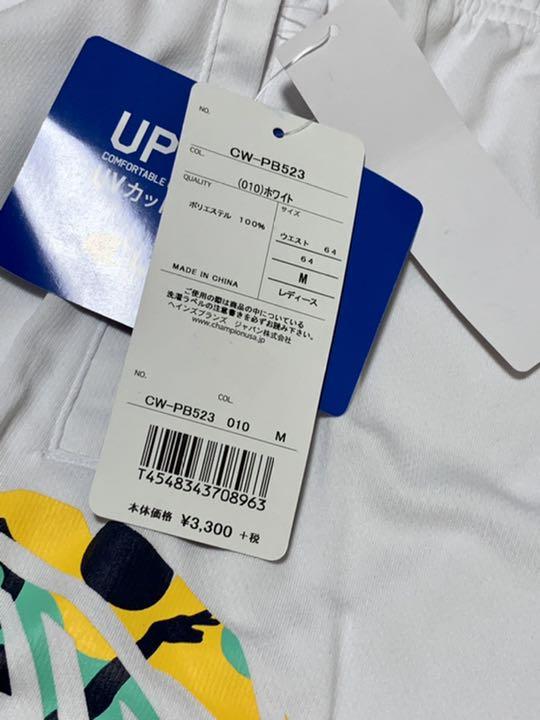 UP
COMFORTABLE
UVカッ
NO.
CW-PB523
COL.
(010)ホワイト
QUALITY
サイズ
ポリエステル 100%
ウエスト 64
64
M
レディース
MADE IN CHINA
ご使用の際は商品の中についている
洗濯ラベルの注意書きを必ずお読み下さい。
ヘインズブランズ ジャパン株式会社
www.championusa.jp
NO.
COL.
CW-PB523 010 M
T4548343708963
本体価格 ¥3,300 +税